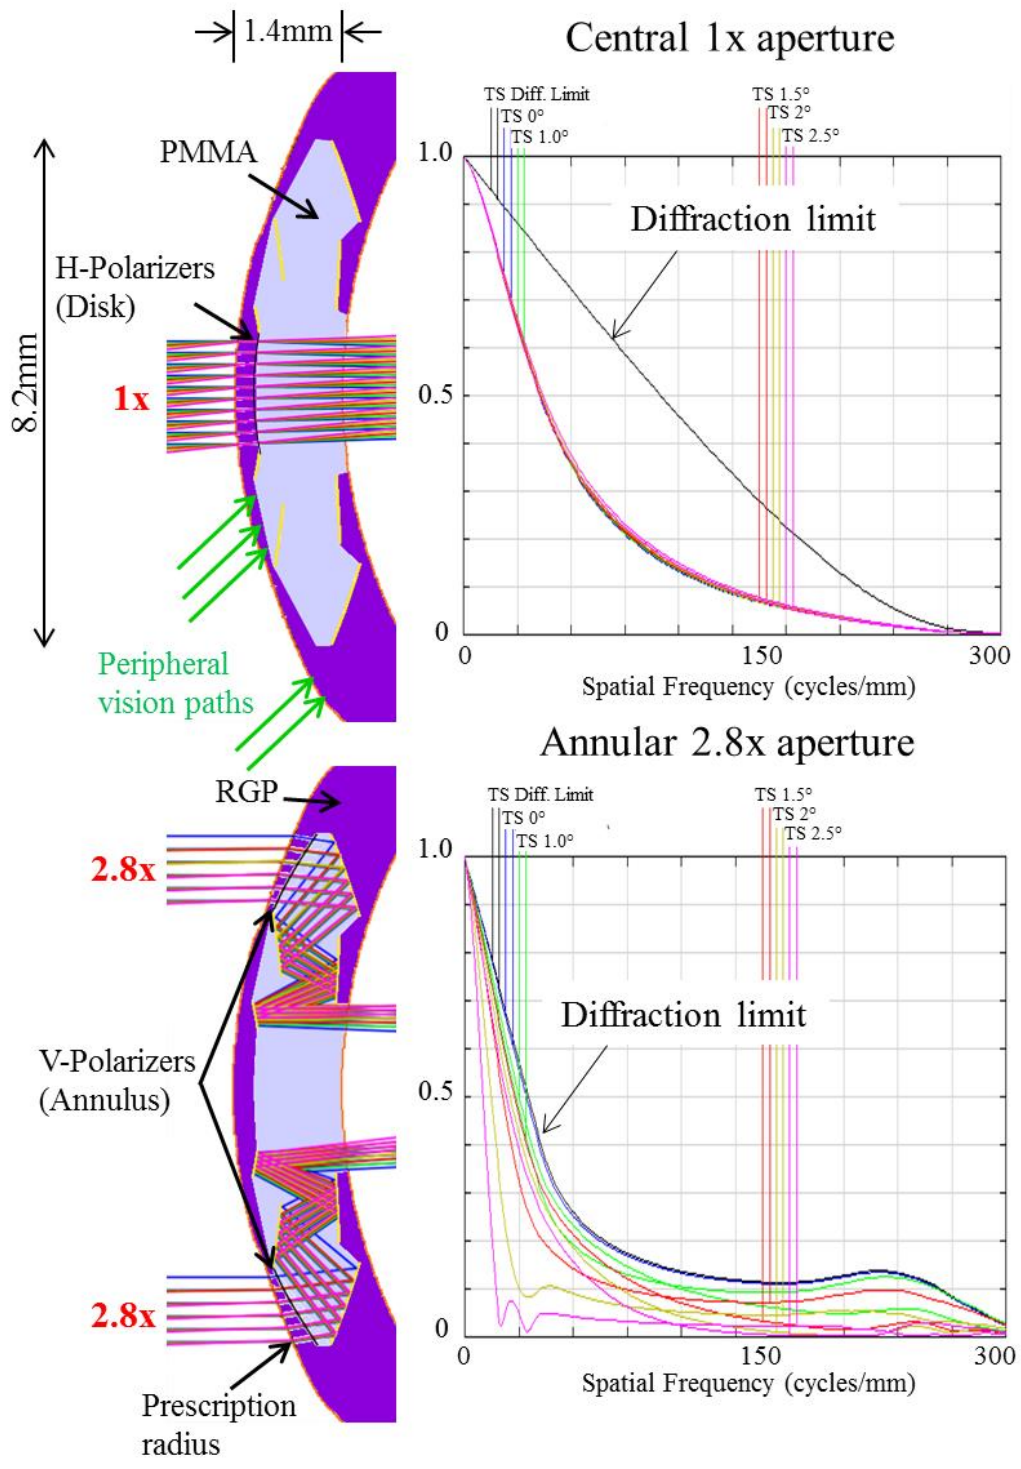 1.4mm
Central 1x aperture
TS Diff. Limit
TS 0°
TS 1.0°
TS 1.5°
TS 2°
TS 2.5°
PMMA
1.0
Diffraction limit
H-Polarizers
(Disk)
8.2mm
1x
0.5
0
0
150
300
Spatial Frequency (cycles/mm)
Peripheral
vision paths
Annular 2.8x aperture
RGP
TS Diff. Limit
TS 0°
TS 1.0°
TS 1.5°
TS 2°
TS 2.5°
2.8x
1.0
Diffraction limit
V-Polarizers
(Annulus)
0.5
2.8x
0
0
150
300
Spatial Frequency (cycles/mm)
Prescription
radius